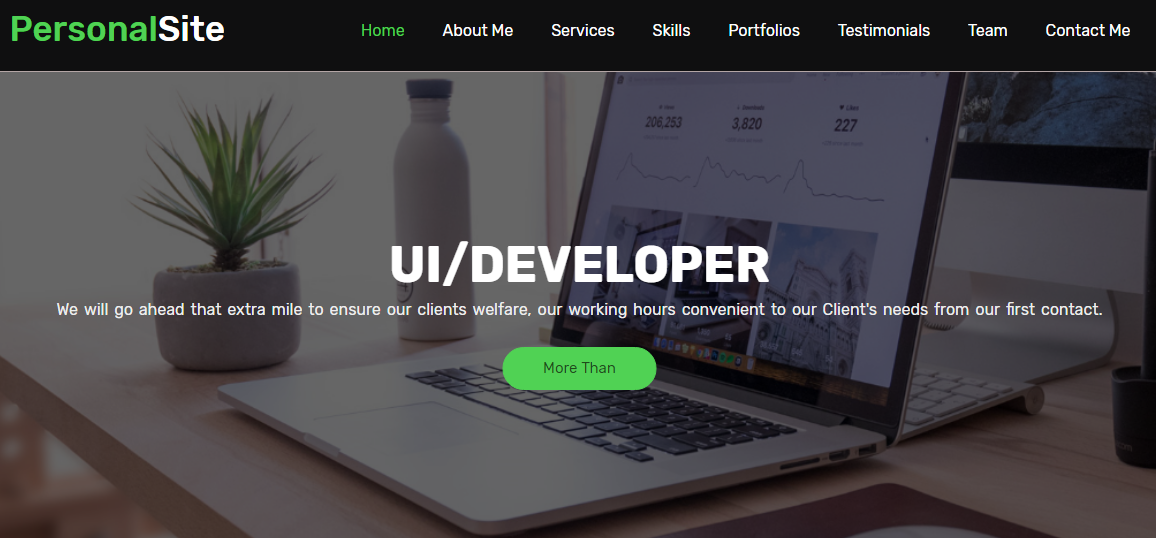 PersonalSite
Home About Me Services Skills Portfolios Testimonials Team Contact Me
206,253 3,820 227
UI/DEVELOPER
We will go ahead that extra mile to ensure our clients welfare, our working hours convenient to our Client's needs from our first contact.
More Than